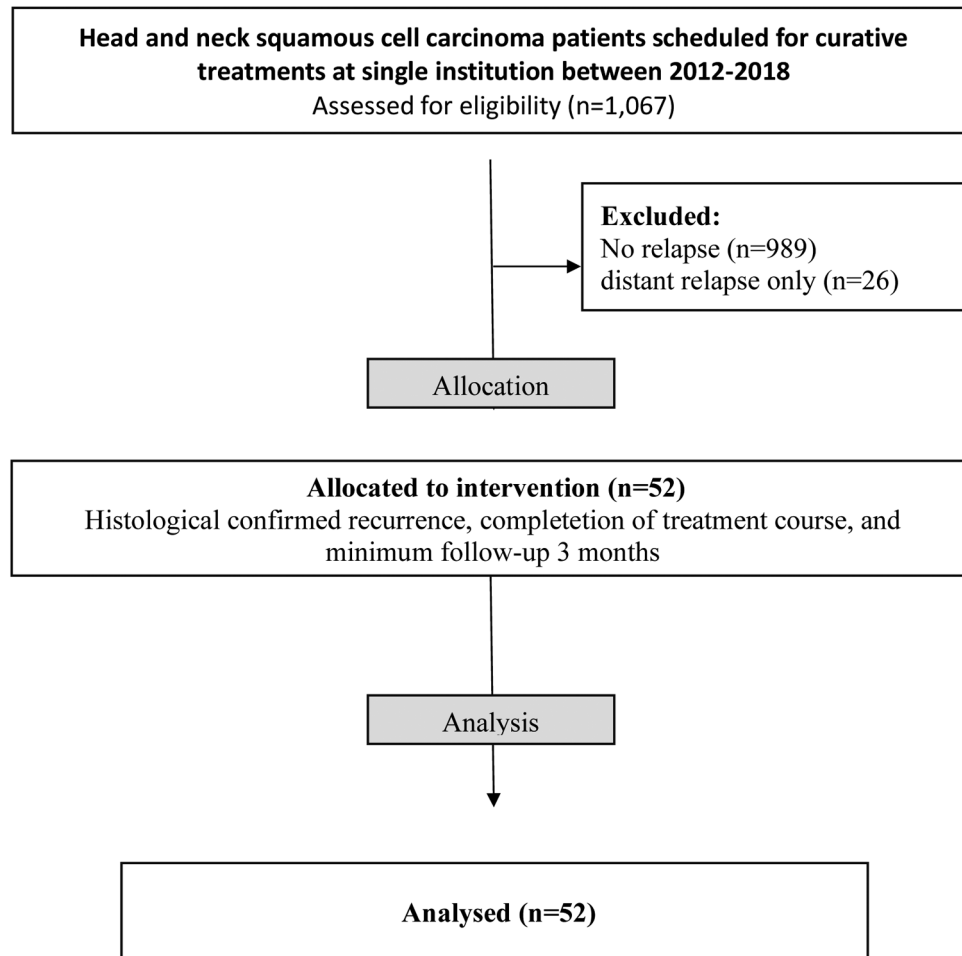 Head and neck squamous cell carcinoma patients scheduled for curative
treatments at single institution between 2012-2018
Assessed for eligibility (n=1,067)
Excluded:
No relapse (n=989)
distant relapse only (n=26)
Allocation
Allocated to intervention (n=52)
Histological confirmed recurrence, completetion of treatment course, and
minimum follow-up 3 months
Analysis
Analysed (n=52)